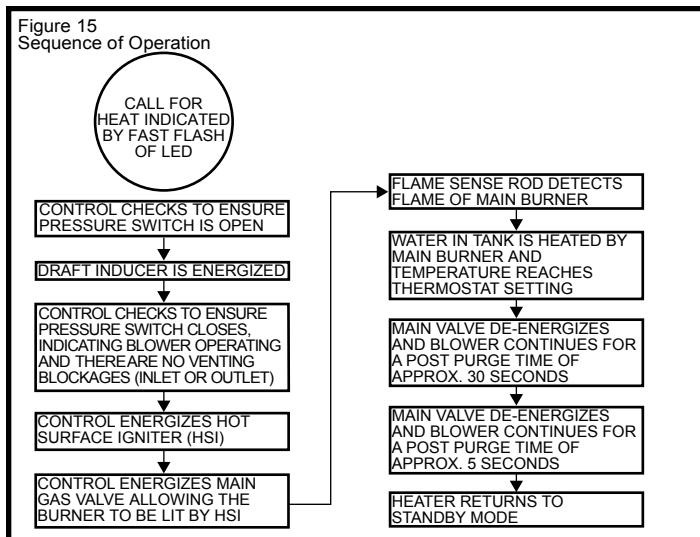 Figure 15
Sequence of Operation
CALL FOR
HEAT INDICATED
BY FAST FLASH
OF LED
CONTROL CHECKS TO ENSURE
PRESSURE SWITCH IS OPEN
DRAFT INDUCER IS ENERGIZED
CONTROL CHECKS TO ENSURE
PRESSURE SWITCH CLOSES,
INDICATING BLOWER OPERATING
AND THEREARE NO VENTING
BLOCKAGES (INLET OR OUTLET)
CONTROL ENERGIZES HOT
SURFACE IGNITER (HSI)
CONTROL ENERGIZES MAIN
GAS VALVE ALLOWING THE
BURNER TO BE LIT BY HSI
FLAME SENSE ROD DETECTS
FLAME OF MAIN BURNER
WATER IN TANK IS HEATED BY
MAIN BURNER AND
TEMPERATURE REACHES
THERMOSTAT SETTING
MAIN VALVE DE-ENERGIZES
AND BLOWER CONTINUES FOR
A POST PURGE TIME OF
APPROX. 30 SECONDS
MAIN VALVE DE-ENERGIZES
AND BLOWER CONTINUES FOR
A POST PURGE TIME OF
APPROX. 5 SECONDS
HEATER RETURNS TO
STANDBY MODE